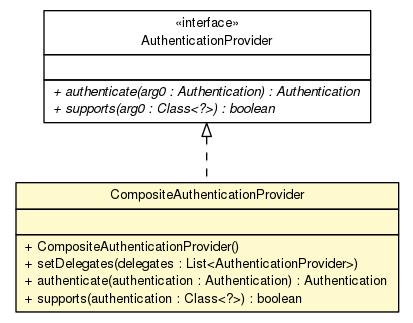 «interface»
AuthenticationProvider
+ authenticate(arg0 : Authentication) : Authentication
+ supports(arg0 : Class<?>) : boolean
CompositeAuthenticationProvider
+ CompositeAuthenticationProvider()
+ setDelegates(delegates : List<AuthenticationProvider>)
+ authenticate(authentication : Authentication) : Authentication
+ supports(authentication : Class<?>) : boolean